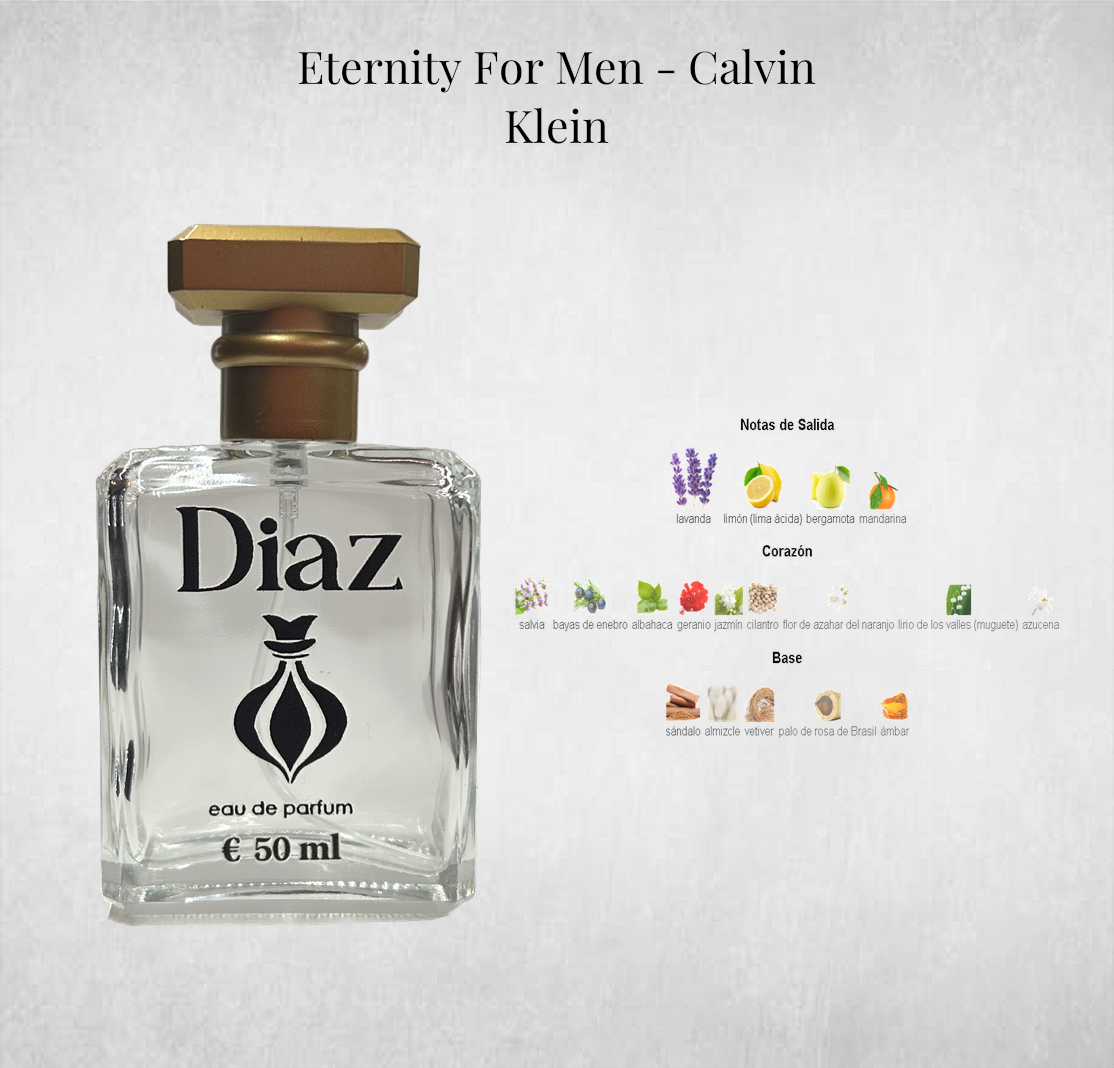 Eternity For Men - Calvin
Klein
Diaz
eau de parfum
€ 50 ml
Notas de Salida
lavanda limón (lima ácida) bergamota mandarina
Corazón
salvia bayas de enebro albahaca geranio jazmín cilantro flor de azahar del naranjo lirio de los valles (muguete) azucena
Base
sándalo almizcle vetiver palo de rosa de Brasil ámbar